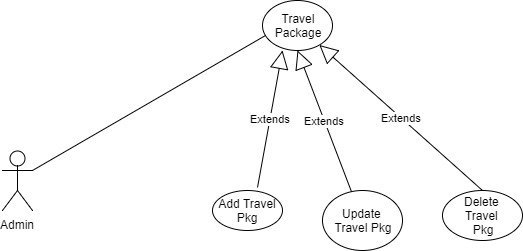 Travel
Package
Extends
Extends
Extends
Add Travel
Pkg
Update
Travel Pkg
Delete
Travel
Pkg
Admin